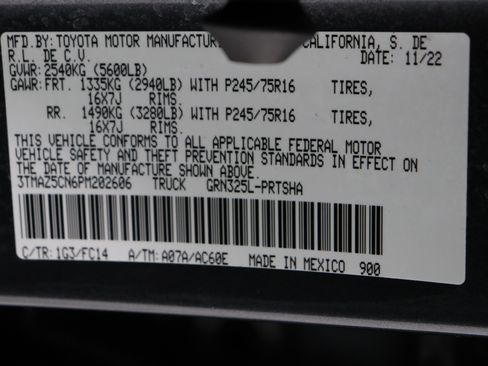 MFD.BY: TOYOTA MOTOR MANUFACTURI CALIFORNIA, S. DE
R.L. DE C.V. DATE: 11/22
GVWR: 2540KG (5600LB)
GAWR: FRT. 1335KG (2940LB) WITH P245/75R16 TIRES,
16X7J RIMS.
RR. 1490KG (3280LB) WITH P245/75R16 TIRES,
16X7J RIMS.
THIS VEHICLE CONFORMS TO ALL APPLICABLE FEDERAL MOTOR
VEHICLE SAFETY AND THEFT PREVENTION STANDARDS IN EFFECT ON
THE DATE OF MANUFACTURE SHOWN ABOVE.
3TMAZ5CN6PM202606 TRUCK GRN325L-PRTSHA
C/TR: 1G3/FC14 A/TM: A07A/AC60E MADE IN MEXICO 900